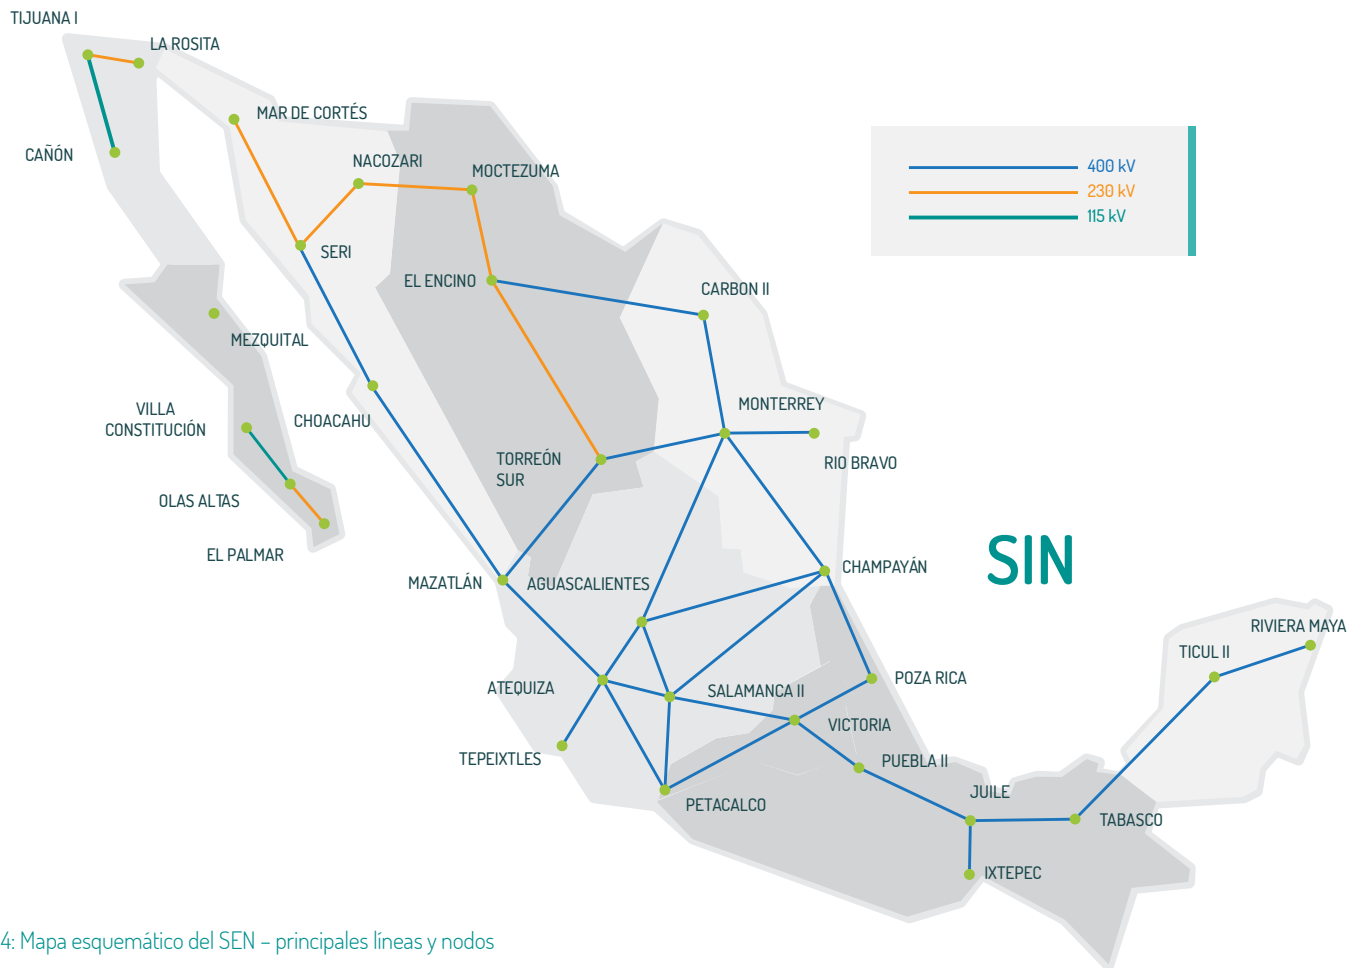 TIJUANA I
LA ROSITA
MAR DE CORTÉS
CAÑÓN
NACOZARI
MOCTEZUMA
400 kV
230 kV
115 kV
SERI
EL ENCINO
CARBON II
MEZQUITAL
VILLA
CONSTITUCIÓN
CHOACAHU
MONTERREY
TORREÓN
SUR
RIO BRAVO
OLAS ALTAS
EL PALMAR
SIN
MAZATLÁN
AGUASCALIENTES
CHAMPAYÁN
RIVIERA MAYA
TICUL II
ATEQUIZA
SALAMANCA II
POZA RICA
VICTORIA
TEPEIXTLES
PUEBLA II
PETACALCO
JUILE
TABASCO
IXTEPEC
4: Mapa esquemático del SEN – principales líneas y nodos